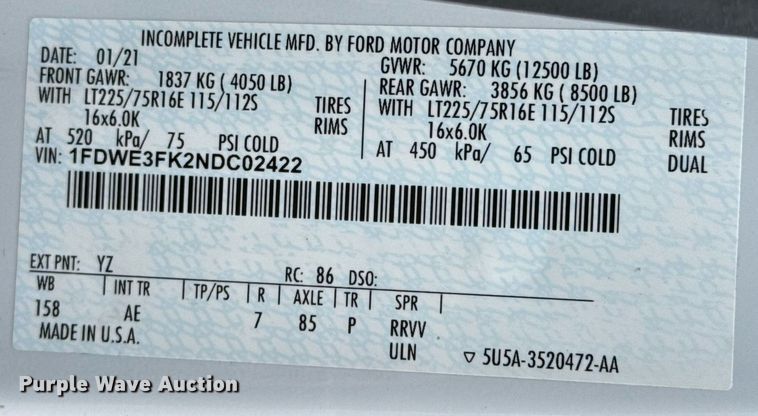 INCOMPLETE VEHICLE MFD. BY FORD MOTOR COMPANY
DATE: 01/21 GVWR: 5670 KG (12500 LB)
FRONT GAWR: 1837 KG ( 4050 LB) REAR GAWR: 3856 KG ( 8500 LB)
WITH LT225/75R16E 115/112S TIRES WITH LT225/75R16E 115/112S TIRES
16x6.0K RIMS 16x6.0K RIMS
AT 520 kPa/ 75 PSI COLD AT 450 kPa/ 65 PSI COLD DUAL
VIN: 1FDWE3FK2NDC02422
EXT PNT: YZ RC: 86 DSO:
WB INT TR TP/PS R AXLE TR SPR
158 AE 7 85 P RRVV
MADE IN U.S.A. ULN ▽ 5U5A-3520472-AA
Purple Wave Auction